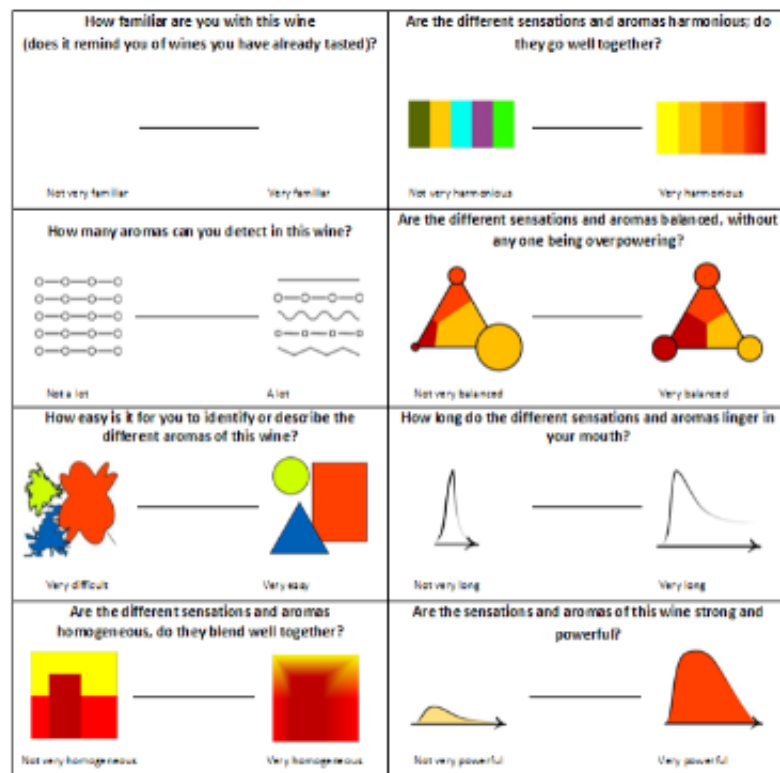 How familiar are you with this wine
(does it remind you of wines you have already tasted)?
Not very familiar
Very familiar
Are the different sensations and aromas harmonious; do
they go well together?
Not very harmonious
Very harmonious
How many aromas can you detect in this wine?
Not a lot
A lot
Are the different sensations and aromas balanced, without
any one being overpowering?
Not very balanced
Very balanced
How easy is it for you to identify or describe the
different aromas of this wine?
Very difficult
Very easy
How long do the different sensations and aromas linger in
your mouth?
Not very long
Very long
Are the different sensations and aromas
homogeneous, do they blend well together?
Not very homogeneous
Very homogeneous
Are the sensations and aromas of this wine strong and
powerful?
Not very powerful
Very powerful